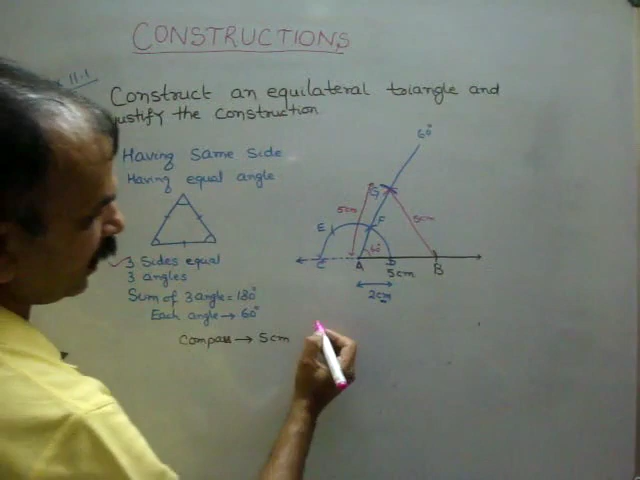 CONSTRUCTIONS
11.1
Construct an equilateral triangle and
justify the construction
Having Same Side
Having equal angle
3 Sides equal
3 angles
Sum of 3 angle = 180°
Each angle → 60°
Compass → 5cm
60°
G
5cm
5cm
E
F
60°
C
A
D
B
5cm
2cm